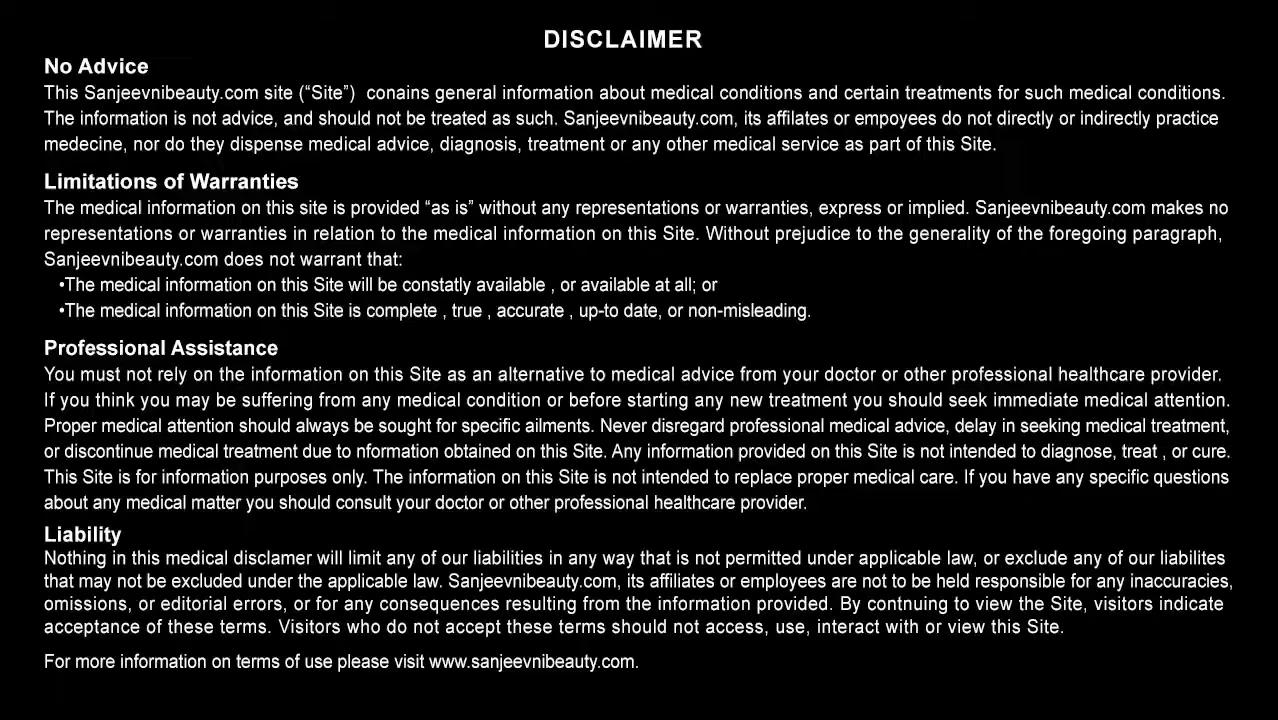 DISCLAIMER
No Advice
This Sanjeevnibeauty.com site (“Site”)  conains general information about medical conditions and certain treatments for such medical conditions.
The information is not advice, and should not be treated as such. Sanjeevnibeauty.com, its affilates or empoyees do not directly or indirectly practice
medecine, nor do they dispense medical advice, diagnosis, treatment or any other medical service as part of this Site.
Limitations of Warranties
The medical information on this site is provided “as is” without any representations or warranties, express or implied. Sanjeevnibeauty.com makes no
representations or warranties in relation to the medical information on this Site. Without prejudice to the generality of the foregoing paragraph,
Sanjeevnibeauty.com does not warrant that:
•The medical information on this Site will be constatly available , or available at all; or
•The medical information on this Site is complete , true , accurate , up-to date, or non-misleading.
Professional Assistance
You must not rely on the information on this Site as an alternative to medical advice from your doctor or other professional healthcare provider.
If you think you may be suffering from any medical condition or before starting any new treatment you should seek immediate medical attention.
Proper medical attention should always be sought for specific ailments. Never disregard professional medical advice, delay in seeking medical treatment,
or discontinue medical treatment due to nformation obtained on this Site. Any information provided on this Site is not intended to diagnose, treat , or cure.
This Site is for information purposes only. The information on this Site is not intended to replace proper medical care. If you have any specific questions
about any medical matter you should consult your doctor or other professional healthcare provider.
Liability
Nothing in this medical disclamer will limit any of our liabilities in any way that is not permitted under applicable law, or exclude any of our liabilites
that may not be excluded under the applicable law. Sanjeevnibeauty.com, its affiliates or employees are not to be held responsible for any inaccuracies,
omissions, or editorial errors, or for any consequences resulting from the information provided. By contnuing to view the Site, visitors indicate
acceptance of these terms. Visitors who do not accept these terms should not access, use, interact with or view this Site.
For more information on terms of use please visit www.sanjeevnibeauty.com.